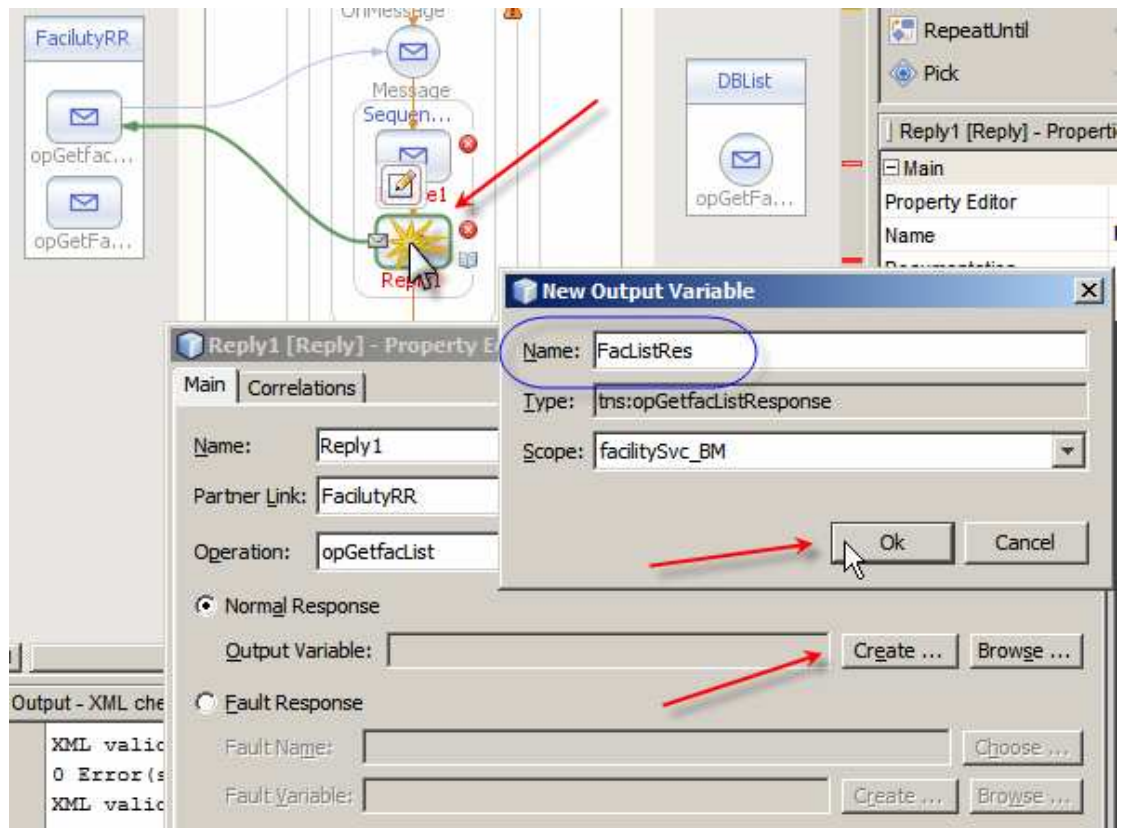 OnMessage
FacilutyRR
RepeatUntil
Pick
DBList
Message
Sequen...
opGetfac...
opGetFa...
opGetFa...
Reply1 [Reply] - Properti
Main
Property Editor
Name
Documentation
Reply1
New Output Variable
Name: FacListRes
Type: tns:opGetfacListResponse
Scope: facilitySvc_BM
Ok
Cancel
Reply1 [Reply] - Property E
Main
Correlations
Name: Reply1
Partner Link: FacilutyRR
Operation: opGetfacList
Normal Response
Output Variable:
Create ...
Browse ...
Fault Response
Fault Name:
Choose ...
Fault Variable:
Create ...
Browse ...
Output - XML che
XML valid
0 Error(s
XML valid